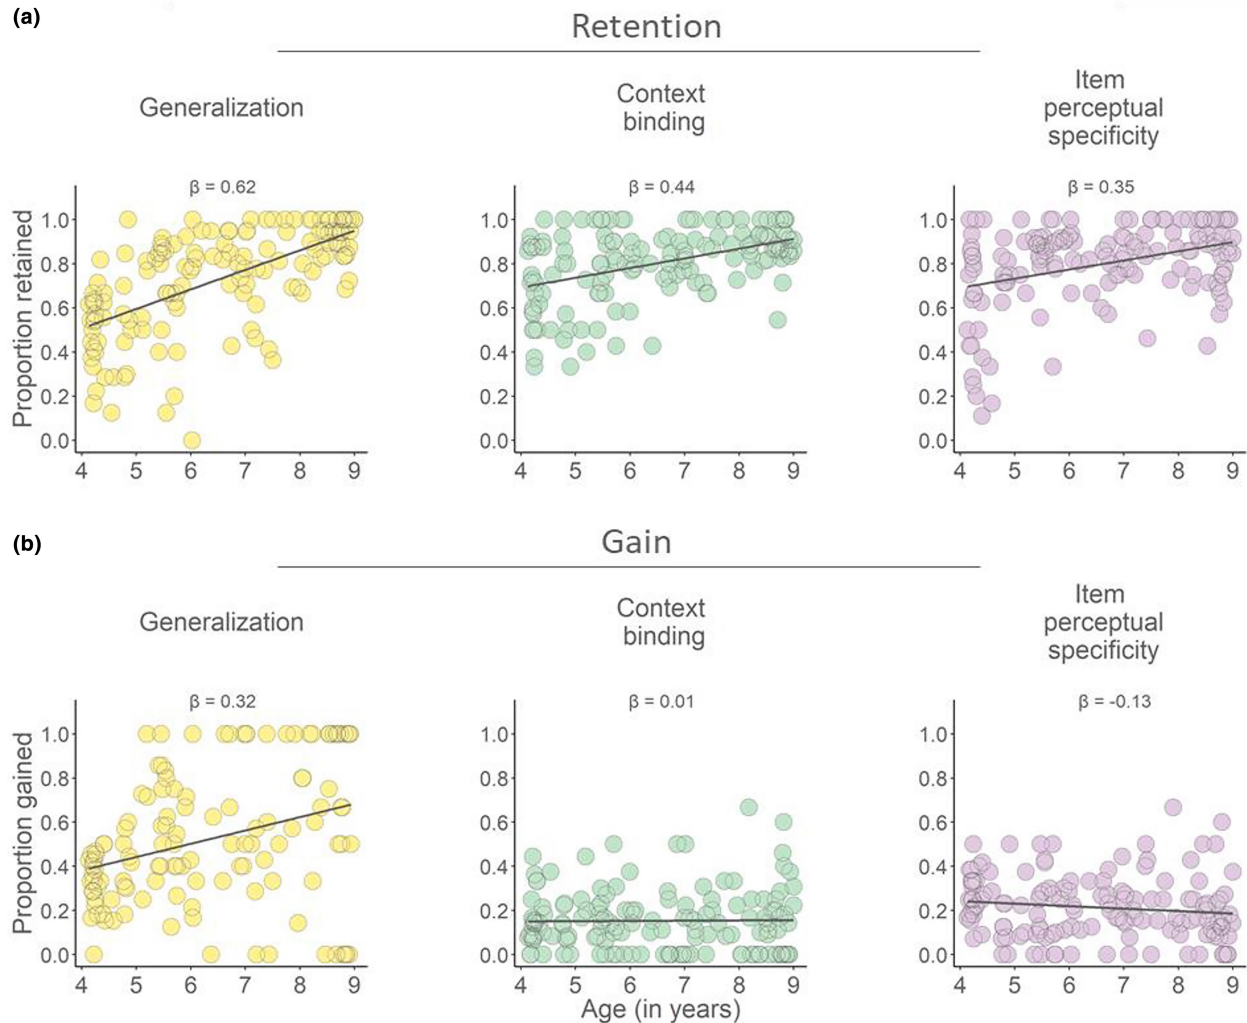 (a)
Retention
Generalization
Context
binding
Item
perceptual
specificity
β = 0.62
β = 0.44
β = 0.35
Proportion retained
1.0
0.8
0.6
0.4
0.2
0.0
4 5 6 7 8 9
1.0
0.8
0.6
0.4
0.2
0.0
4 5 6 7 8 9
1.0
0.8
0.6
0.4
0.2
0.0
4 5 6 7 8 9
(b)
Gain
Generalization
Context
binding
Item
perceptual
specificity
β = 0.32
β = 0.01
β = -0.13
Proportion gained
1.0
0.8
0.6
0.4
0.2
0.0
4 5 6 7 8 9
1.0
0.8
0.6
0.4
0.2
0.0
4 5 6 7 8 9
1.0
0.8
0.6
0.4
0.2
0.0
4 5 6 7 8 9
Age (in years)